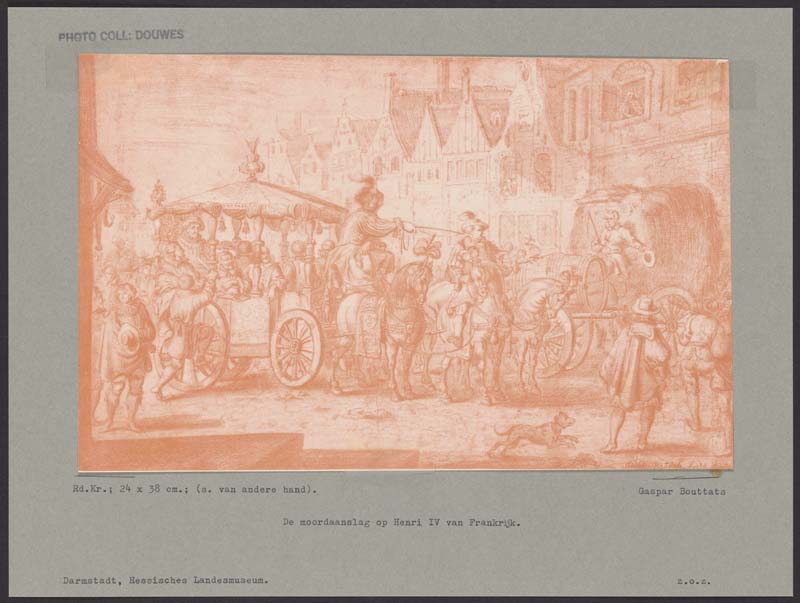 PHOTO COLL: DOUWES
Rd.Kr.; 24 x 38 cm.; (s. van andere hand).
Gaspar Bouttats
De moordaanslag op Henri IV van Frankrijk.
Darmstadt, Hessisches Landesmuseum.
z.o.z.